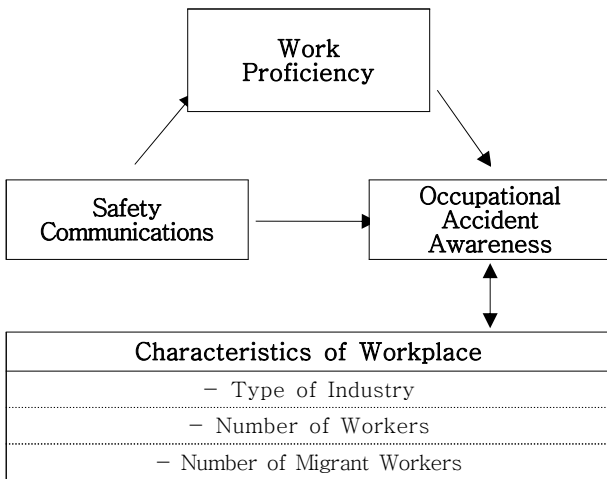 Work
Proficiency
Safety
Communications
Occupational
Accident
Awareness
Characteristics of Workplace
− Type of Industry
− Number of Workers
− Number of Migrant Workers